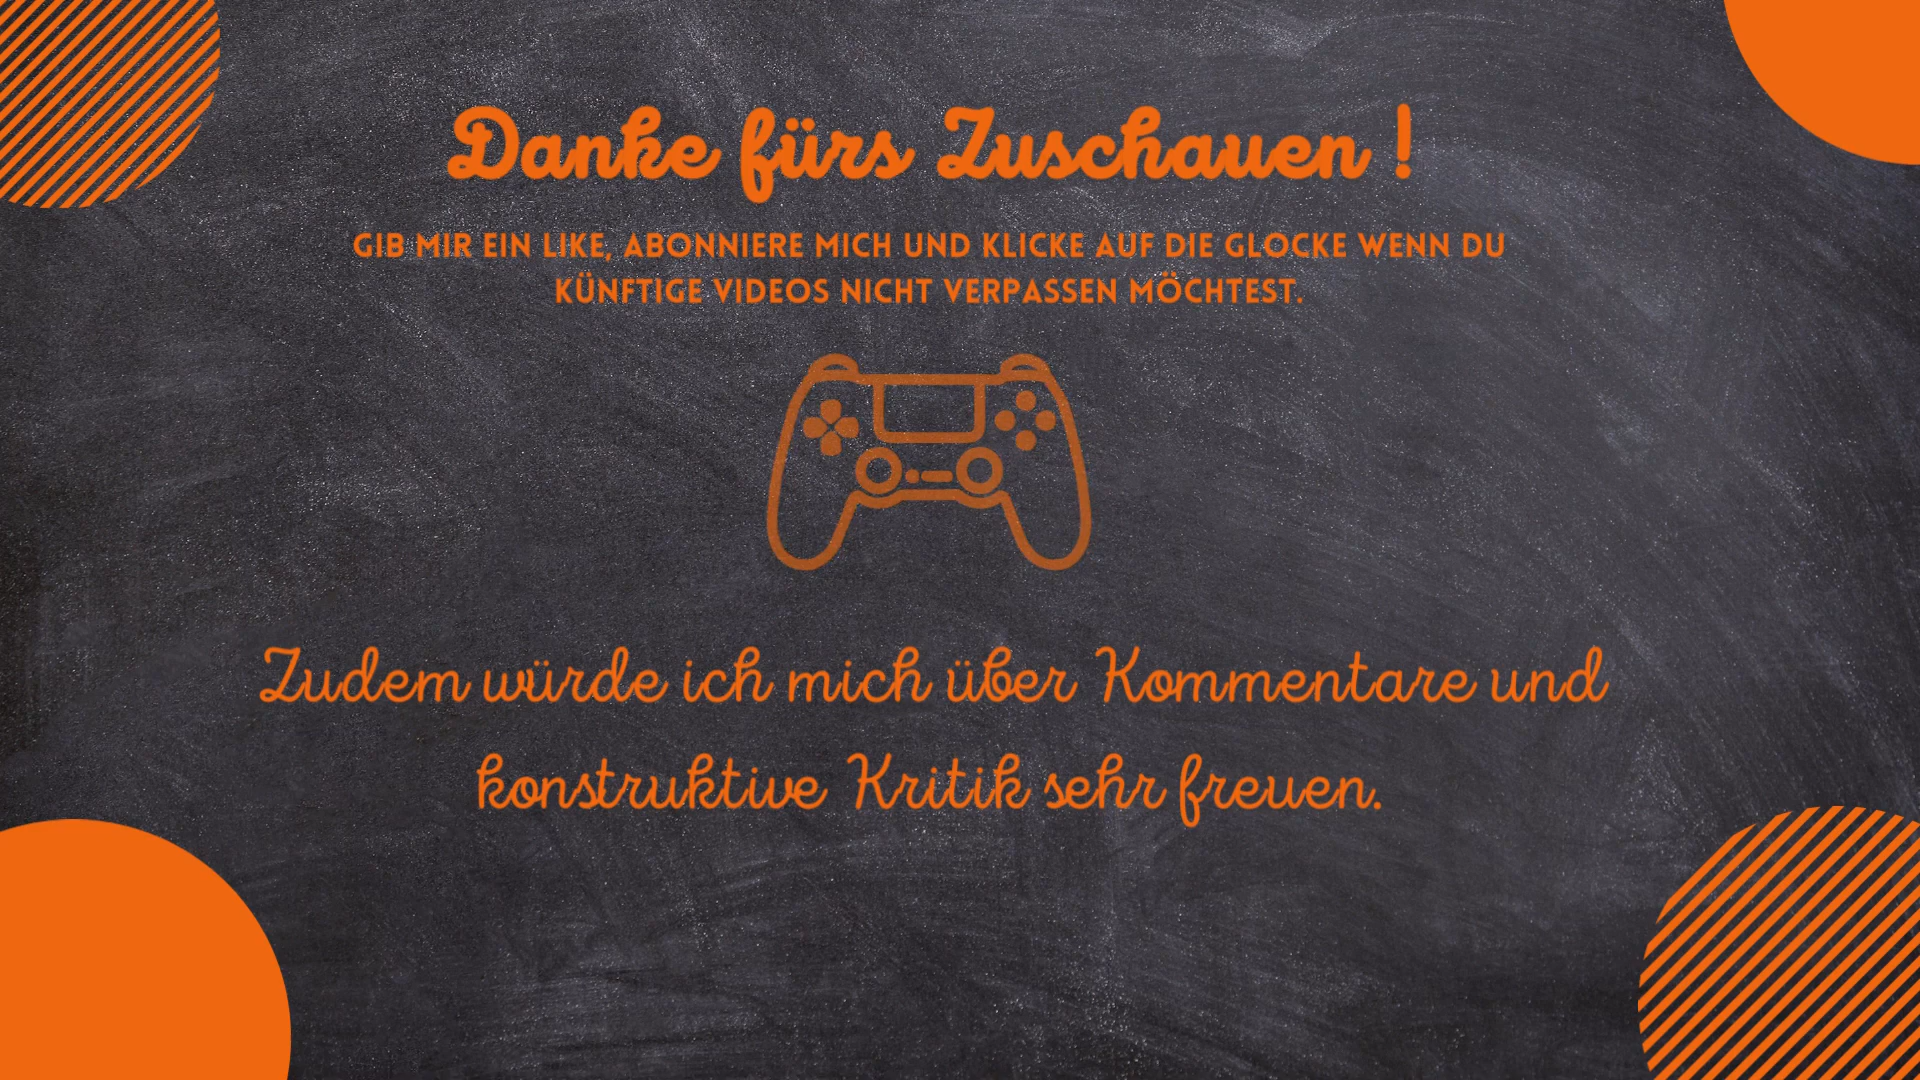 Danke fürs Zuschauen !
GIB MIR EIN LIKE, ABONNIERE MICH UND KLICKE AUF DIE GLOCKE WENN DU
KÜNFTIGE VIDEOS NICHT VERPASSEN MÖCHTEST.
Zudem würde ich mich über Kommentare und
konstruktive Kritik sehr freuen.